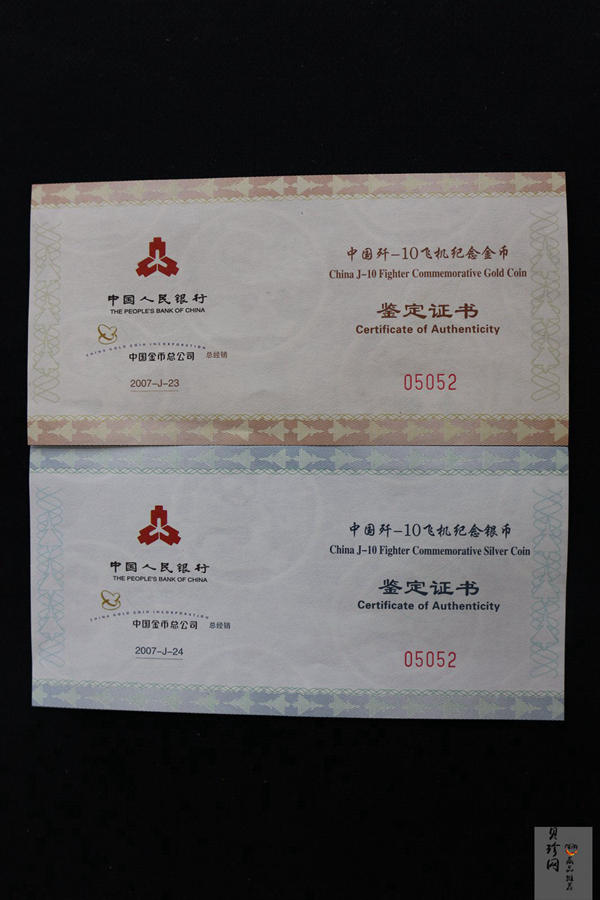 中国人民银行
THE PEOPLE'S BANK OF CHINA
CHINA GOLD COIN INCORPORATION
中国金币总公司 总经销
2007-J-23
中国歼-10飞机纪念金币
China J-10 Fighter Commemorative Gold Coin
鉴定证书
Certificate of Authenticity
05052
中国人民银行
THE PEOPLE'S BANK OF CHINA
CHINA GOLD COIN INCORPORATION
中国金币总公司 总经销
2007-J-24
中国歼-10飞机纪念银币
China J-10 Fighter Commemorative Silver Coin
鉴定证书
Certificate of Authenticity
05052
贝珍网